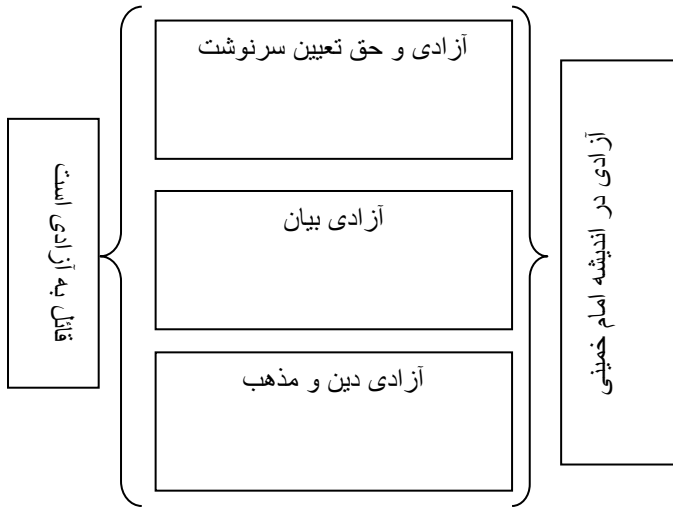 آزادی در اندیشه امام خمینی
آزادی و حق تعیین سرنوشت
آزادی بیان
آزادی دین و مذهب
قائل به آزادی است